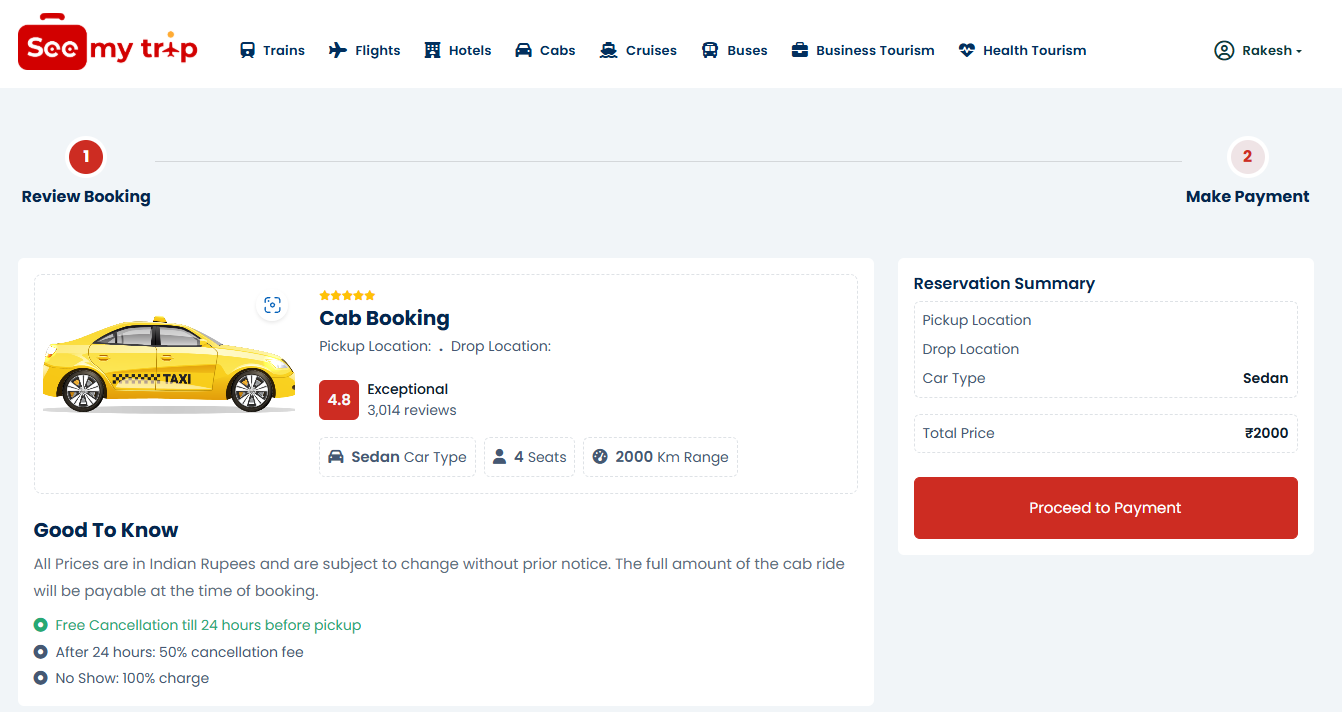 See my trip
Trains Flights Hotels Cabs Cruises Buses Business Tourism Health Tourism Rakesh
1
Review Booking
2
Make Payment
TAXI
Cab Booking
Pickup Location: . Drop Location:
4.8
Exceptional
3,014 reviews
Sedan Car Type
4 Seats
2000 Km Range
Good To Know
All Prices are in Indian Rupees and are subject to change without prior notice. The full amount of the cab ride
will be payable at the time of booking.
Free Cancellation till 24 hours before pickup
After 24 hours: 50% cancellation fee
No Show: 100% charge
Reservation Summary
Pickup Location
Drop Location
Car Type Sedan
Total Price ₹2000
Proceed to Payment